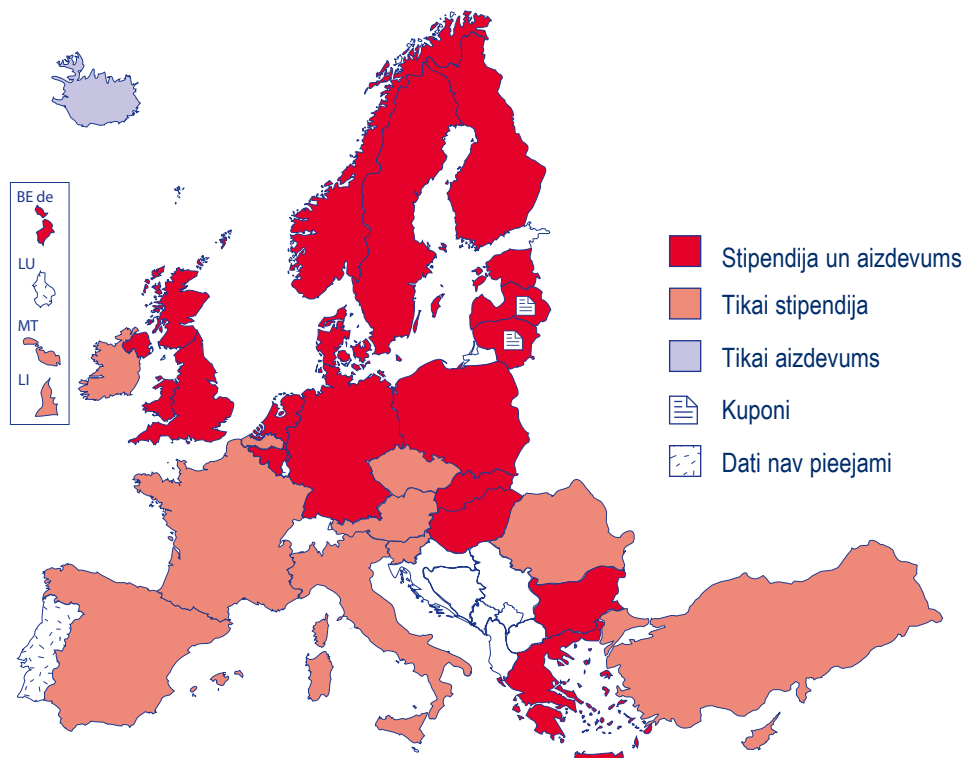 BE de
LU
MT
LI
Stipendija un aizdevums
Tikai stipendija
Tikai aizdevums
Kuponi
Dati nav pieejami